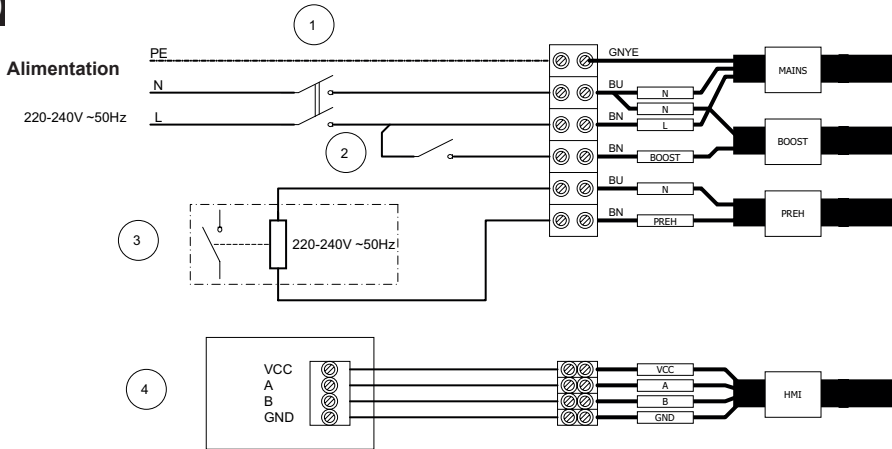 1
PE
GNYE
Alimentation
MAINS
N
BU
N
N
220-240V ~50Hz
L
BN
L
2
BOOST
BN
BOOST
BU
N
PREH
BN
PREH
3
220-240V ~50Hz
VCC
VCC
A
A
4
HMI
B
B
GND
GND